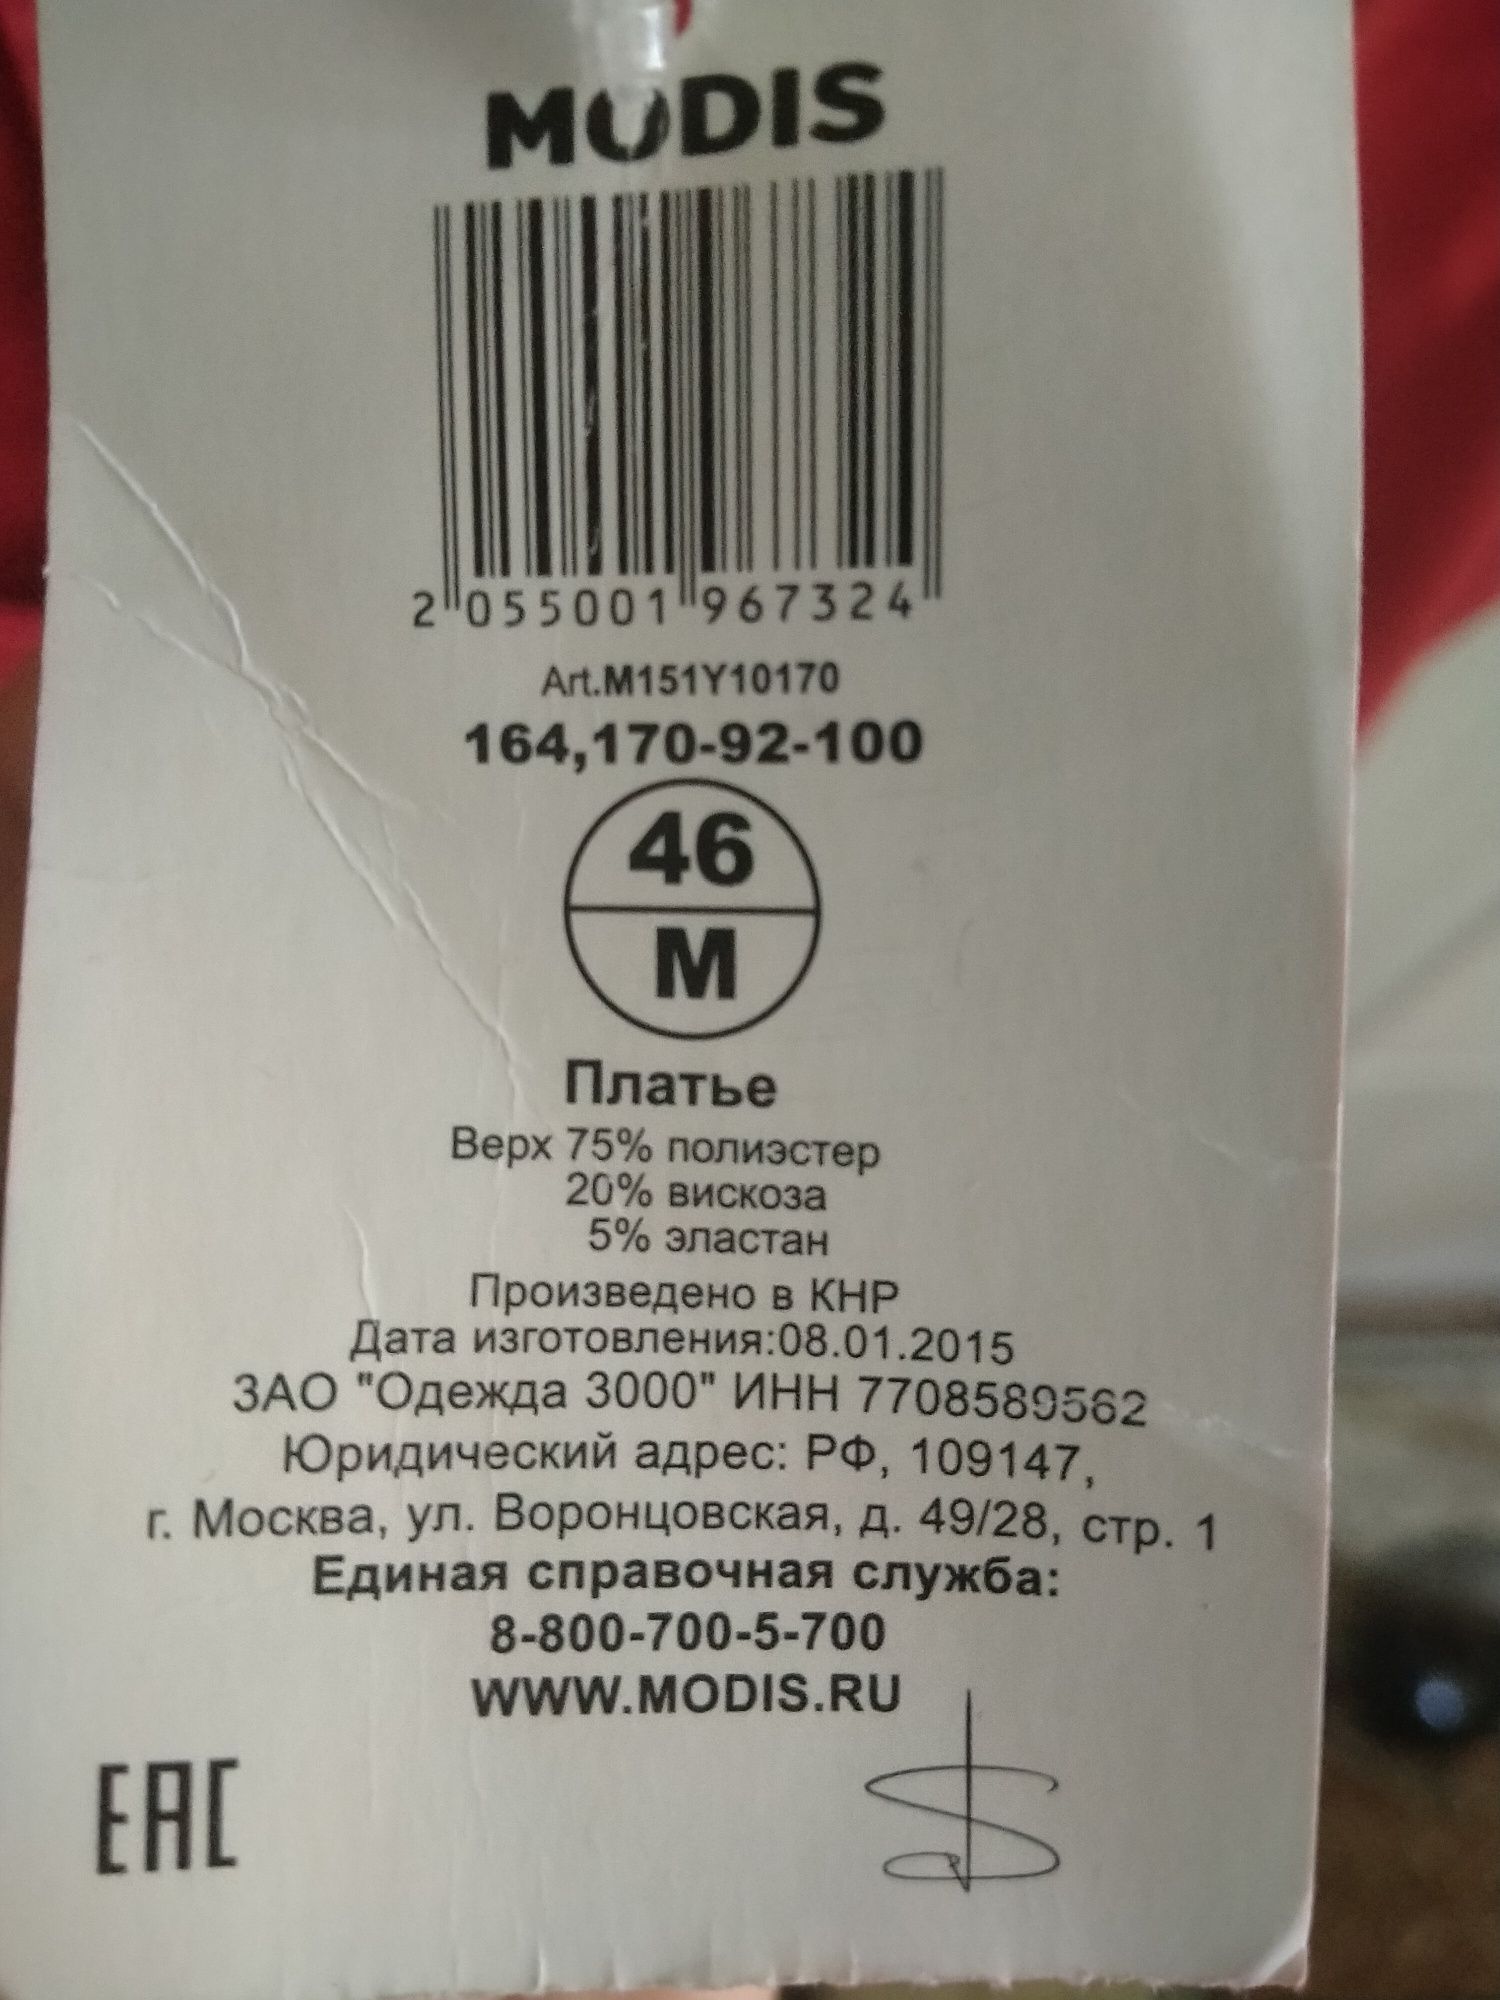 MODIS
2 055001 967324
Art.M151Y10170
164,170-92-100
46
M
Платье
Верх 75% полиэстер
20% вискоза
5% эластан
Произведено в КНР
Дата изготовления:08.01.2015
ЗАО "Одежда 3000" ИНН 7708589562
Юридический адрес: РФ, 109147,
г. Москва, ул. Воронцовская, д. 49/28, стр. 1
Единая справочная служба:
8-800-700-5-700
WWW.MODIS.RU
EAC